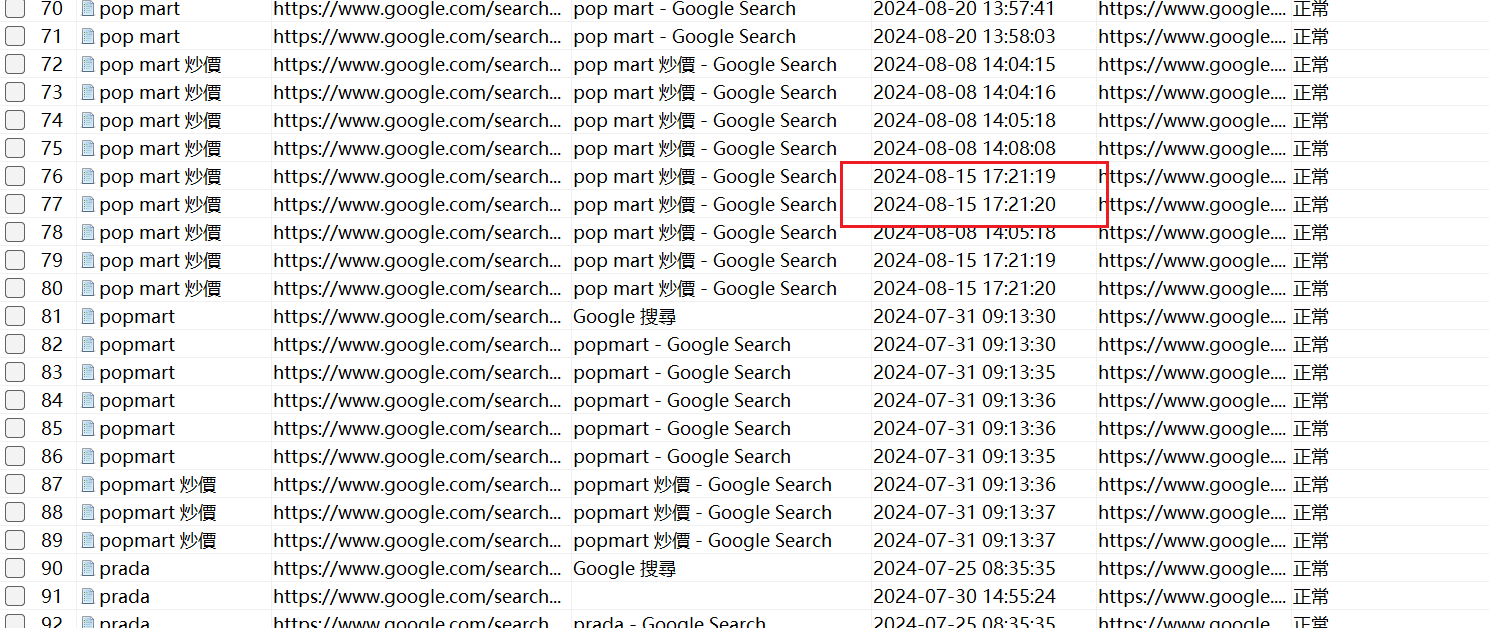 70 pop mart https://www.google.com/search... pop mart - Google Search 2024-08-20 13:57:41 https://www.google.... 正常
71 pop mart https://www.google.com/search... pop mart - Google Search 2024-08-20 13:58:03 https://www.google.... 正常
72 pop mart 炒價 https://www.google.com/search... pop mart 炒價 - Google Search 2024-08-08 14:04:15 https://www.google.... 正常
73 pop mart 炒價 https://www.google.com/search... pop mart 炒價 - Google Search 2024-08-08 14:04:16 https://www.google.... 正常
74 pop mart 炒價 https://www.google.com/search... pop mart 炒價 - Google Search 2024-08-08 14:05:18 https://www.google.... 正常
75 pop mart 炒價 https://www.google.com/search... pop mart 炒價 - Google Search 2024-08-08 14:08:08 https://www.google.... 正常
76 pop mart 炒價 https://www.google.com/search... pop mart 炒價 - Google Search 2024-08-15 17:21:19 https://www.google.... 正常
77 pop mart 炒價 https://www.google.com/search... pop mart 炒價 - Google Search 2024-08-15 17:21:20 https://www.google.... 正常
78 pop mart 炒價 https://www.google.com/search... pop mart 炒價 - Google Search 2024-08-08 14:05:18 https://www.google.... 正常
79 pop mart 炒價 https://www.google.com/search... pop mart 炒價 - Google Search 2024-08-15 17:21:19 https://www.google.... 正常
80 pop mart 炒價 https://www.google.com/search... pop mart 炒價 - Google Search 2024-08-15 17:21:20 https://www.google.... 正常
81 popmart https://www.google.com/search... Google 搜尋 2024-07-31 09:13:30 https://www.google.... 正常
82 popmart https://www.google.com/search... popmart - Google Search 2024-07-31 09:13:30 https://www.google.... 正常
83 popmart https://www.google.com/search... popmart - Google Search 2024-07-31 09:13:35 https://www.google.... 正常
84 popmart https://www.google.com/search... popmart - Google Search 2024-07-31 09:13:36 https://www.google.... 正常
85 popmart https://www.google.com/search... popmart - Google Search 2024-07-31 09:13:36 https://www.google.... 正常
86 popmart https://www.google.com/search... popmart - Google Search 2024-07-31 09:13:35 https://www.google.... 正常
87 popmart 炒價 https://www.google.com/search... popmart 炒價 - Google Search 2024-07-31 09:13:36 https://www.google.... 正常
88 popmart 炒價 https://www.google.com/search... popmart 炒價 - Google Search 2024-07-31 09:13:37 https://www.google.... 正常
89 popmart 炒價 https://www.google.com/search... popmart 炒價 - Google Search 2024-07-31 09:13:37 https://www.google.... 正常
90 prada https://www.google.com/search... Google 搜尋 2024-07-25 08:35:35 https://www.google.... 正常
91 prada https://www.google.com/search... 2024-07-30 14:55:24 https://www.google.... 正常
92 prada https://www.google.com/search... prada - Google Search 2024-07-25 08:35:35 https://www.google.... 正常